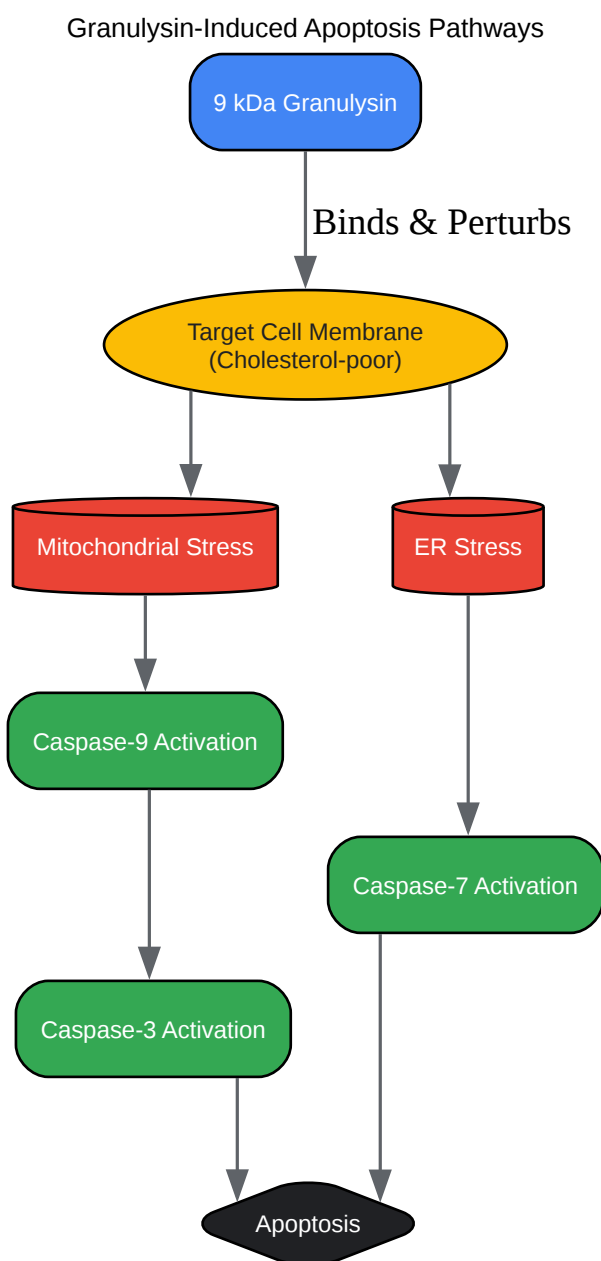 Granulysin-Induced Apoptosis Pathways
9 kDa Granulysin
Binds & Perturbs
Target Cell Membrane
(Cholesterol-poor)
Mitochondrial Stress
ER Stress
Caspase-9 Activation
Caspase-7 Activation
Caspase-3 Activation
Apoptosis